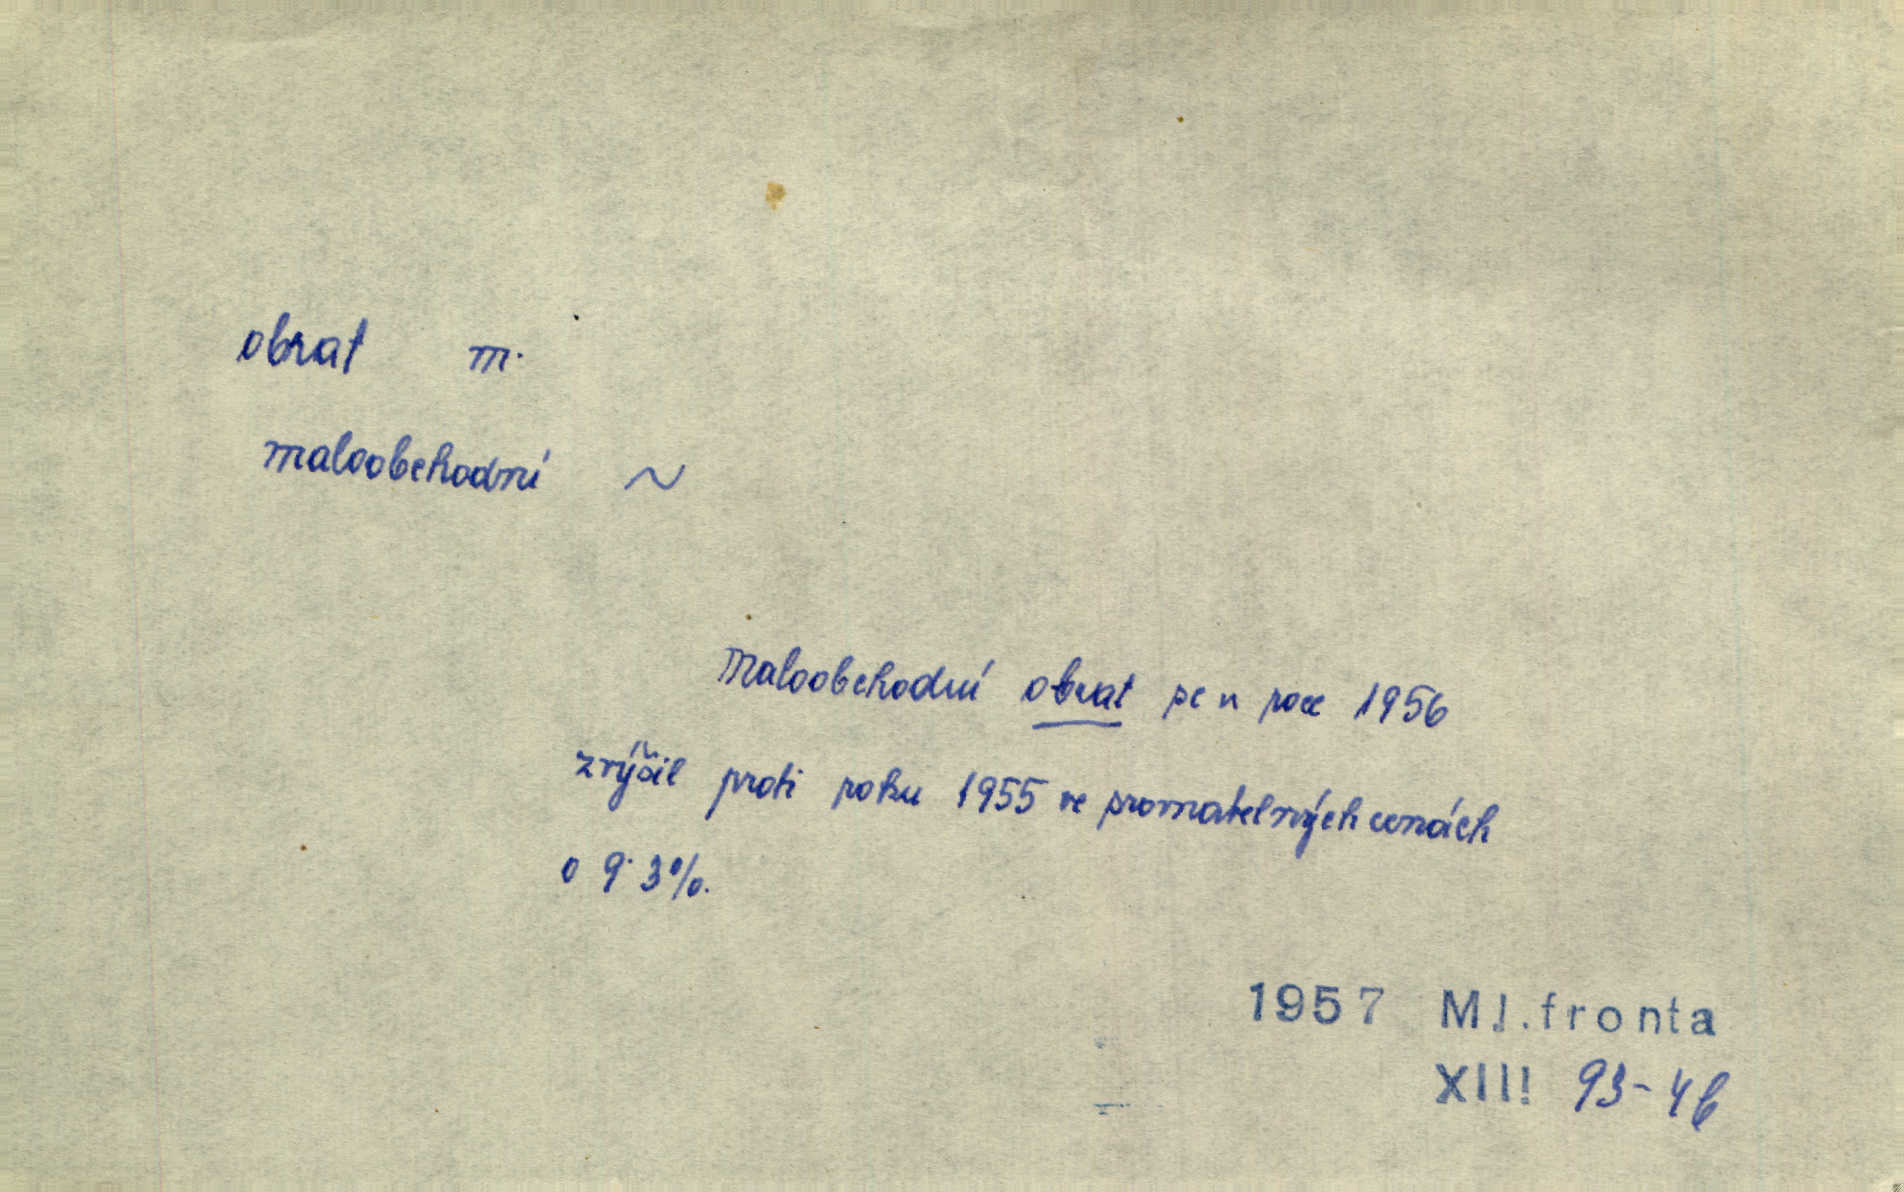 obrat m.
maloobchodní ~
Maloobchodní obrat se v roce 1956
zvýšil proti roku 1955 ve srovnatelných cenách
o 9.3%.
1957 Ml.fronta
XIII 93-4b